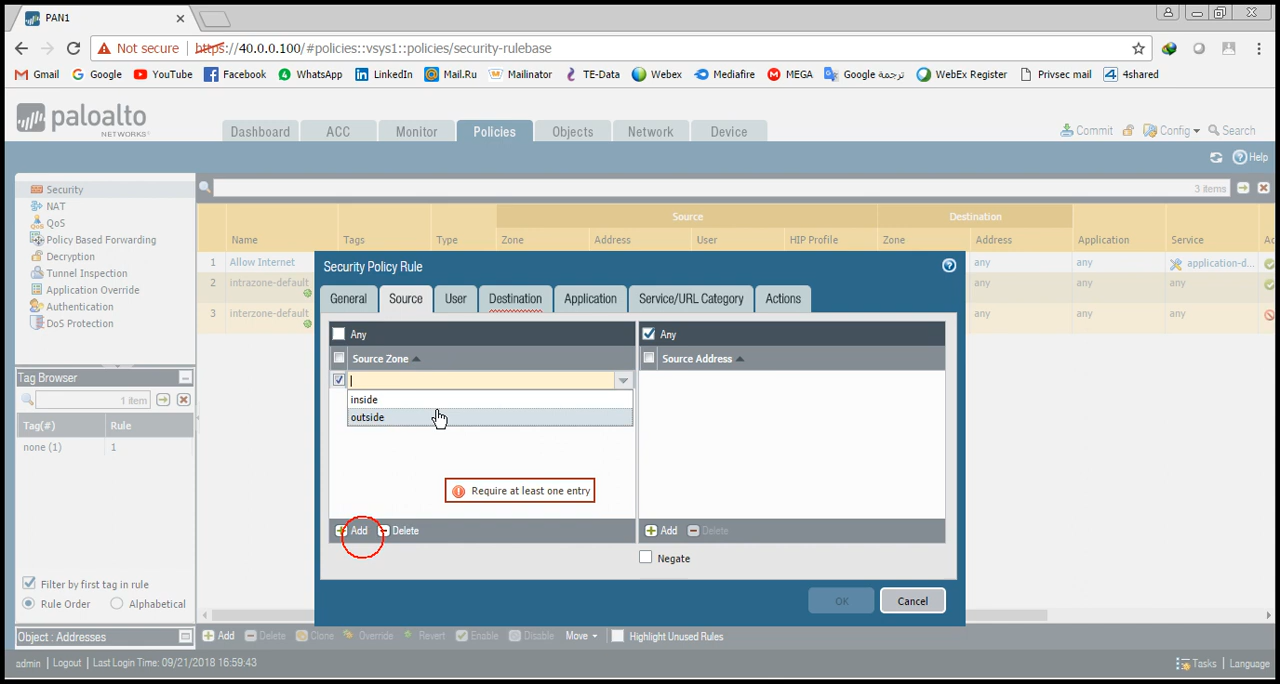 PAN1
Not secure | https://40.0.0.100/#policies::vsys1::policies/security-rulebase
Gmail Google YouTube Facebook WhatsApp LinkedIn Mail.Ru Mailinator TE-Data Webex Mediafire MEGA Google ترجمة WebEx Register Privsec mail 4shared
paloalto
NETWORKS
Dashboard ACC Monitor Policies Objects Network Device
Commit Config Search
Help
Security
NAT
QoS
Policy Based Forwarding
Decryption
Tunnel Inspection
Application Override
Authentication
DoS Protection
3 items
Source Destination
Name Tags Type Zone Address User HIP Profile Zone Address Application Service Ac
1 Allow Internet any any application-d...
2 intrazone-default any any any
3 interzone-default any any any
Security Policy Rule
General Source User Destination Application Service/URL Category Actions
Any Any
Source Zone Source Address
inside
outside
Require at least one entry
Add Delete Add Delete
Negate
OK Cancel
Tag Browser
1 item
Tag(#) Rule
none (1) 1
Filter by first tag in rule
Rule Order Alphabetical
Object : Addresses
Add Delete Clone Override Revert Enable Disable Move Highlight Unused Rules
admin | Logout | Last Login Time: 09/21/2018 16:59:43
Tasks | Language